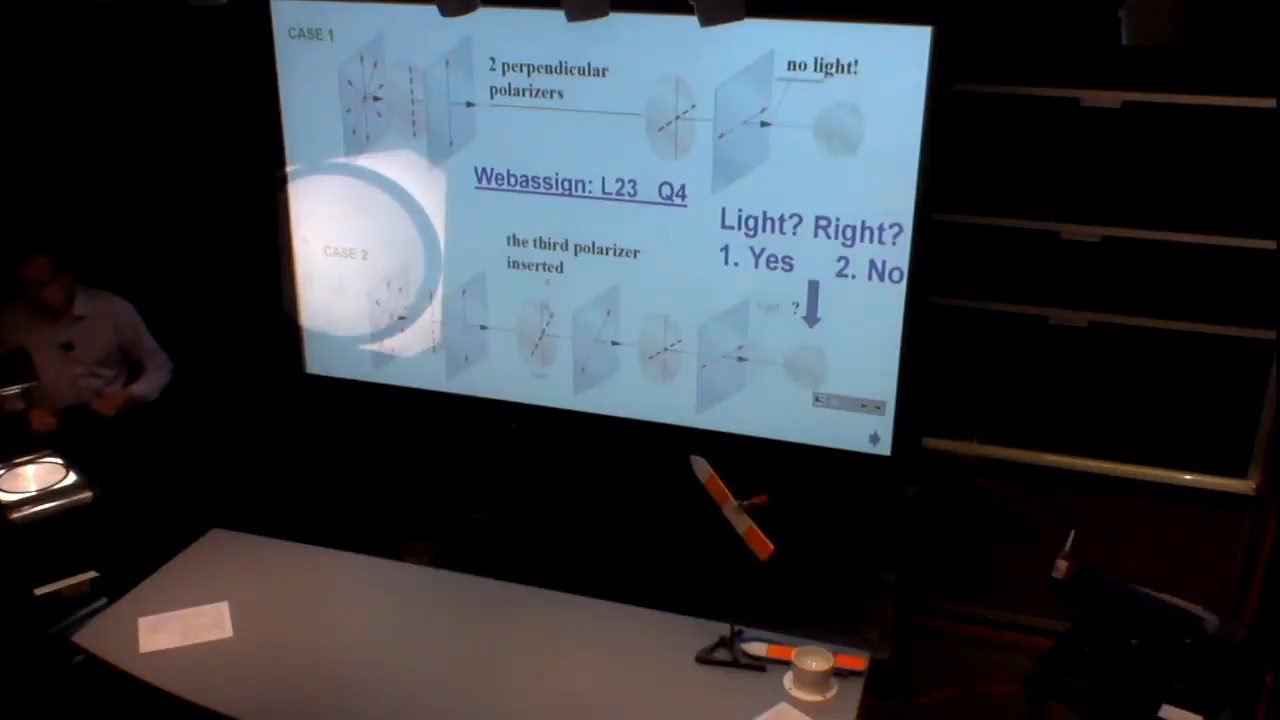 CASE 1
2 perpendicular
polarizers
no light!
Webassign: L23 Q4
Light? Right?
1. Yes 2. No
CASE 2
the third polarizer
inserted
?